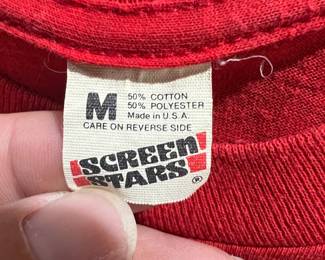 M 50% COTTON
50% POLYESTER
Made in U.S.A.
CARE ON REVERSE SIDE
SCREEN
STARS ®